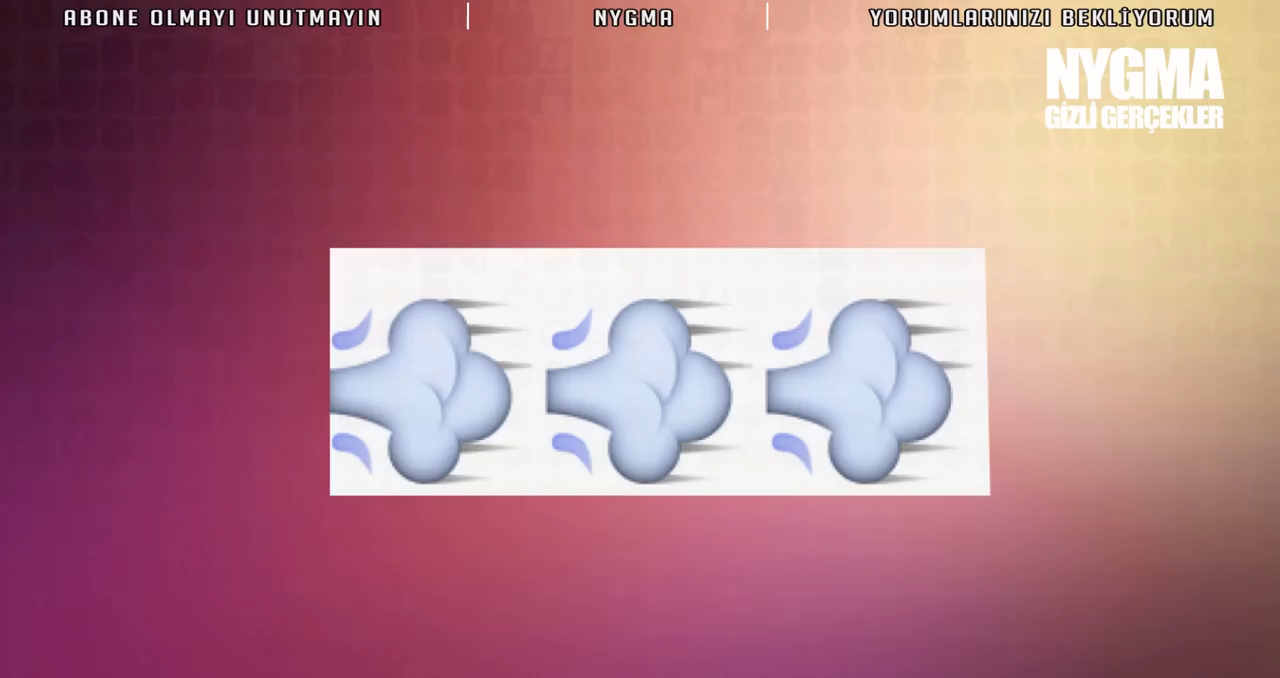 ABONE OLMAYI UNUTMAYIN
NYGMA
YORUMLARINIZI BEKLİYORUM
NYGMA
GİZLİ GERÇEKLER